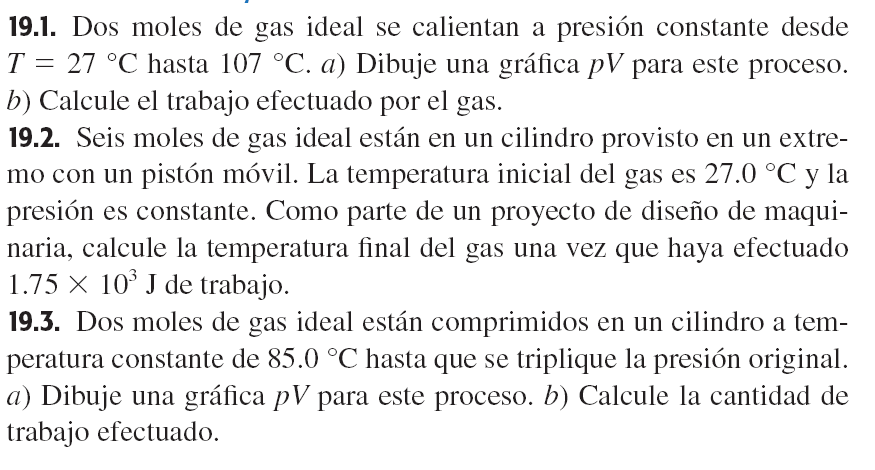 19.1. Dos moles de gas ideal se calientan a presión constante desde
T = 27 °C hasta 107 °C. a) Dibuje una gráfica pV para este proceso.
b) Calcule el trabajo efectuado por el gas.
19.2. Seis moles de gas ideal están en un cilindro provisto en un extre-
mo con un pistón móvil. La temperatura inicial del gas es 27.0 °C y la
presión es constante. Como parte de un proyecto de diseño de maqui-
naria, calcule la temperatura final del gas una vez que haya efectuado
1.75 × 10³ J de trabajo.
19.3. Dos moles de gas ideal están comprimidos en un cilindro a tem-
peratura constante de 85.0 °C hasta que se triplique la presión original.
a) Dibuje una gráfica pV para este proceso. b) Calcule la cantidad de
trabajo efectuado.